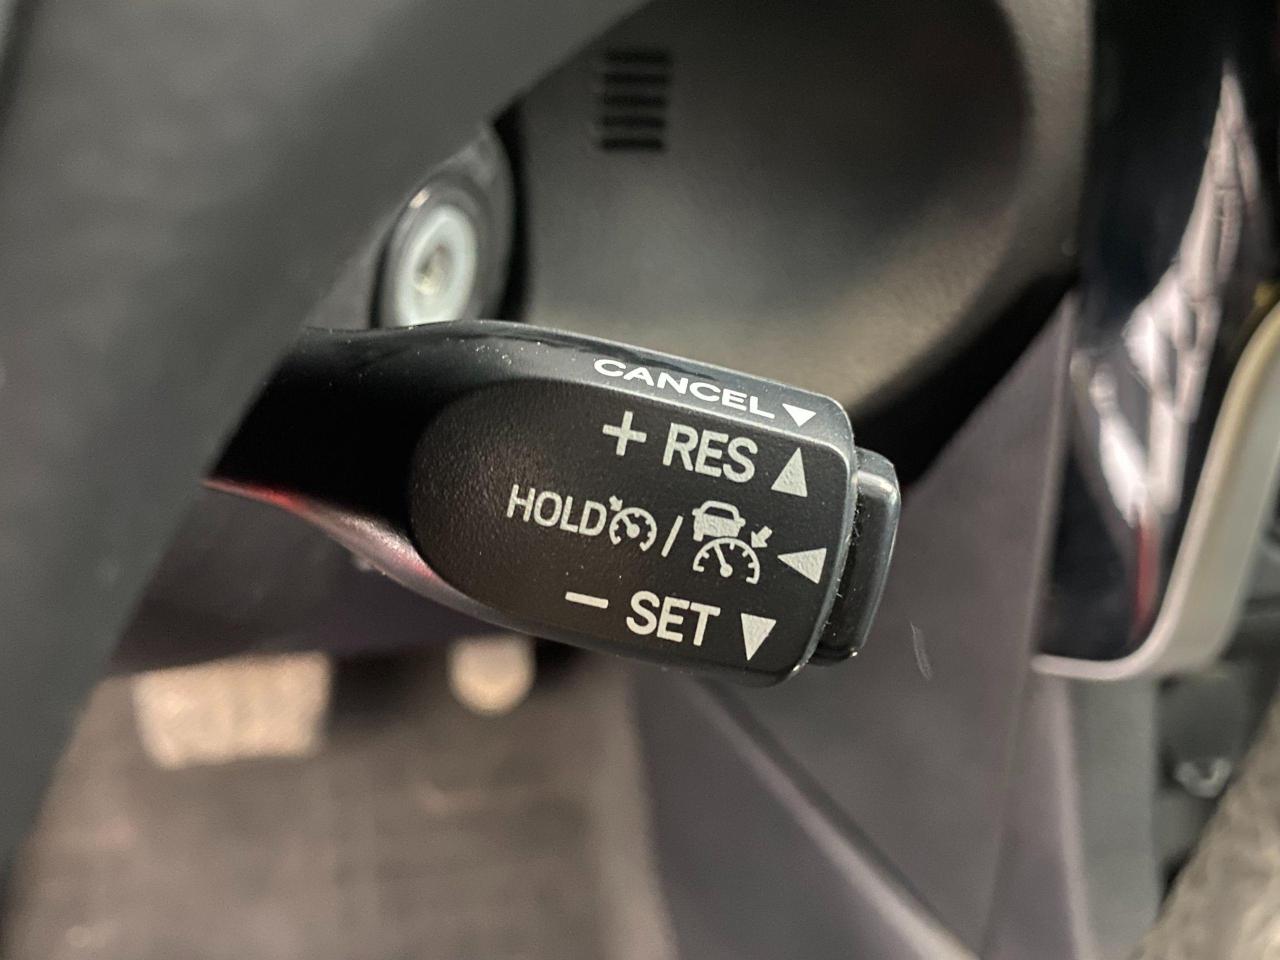 CANCEL ▼
+ RES ▲
HOLD / ◀
− SET ▼